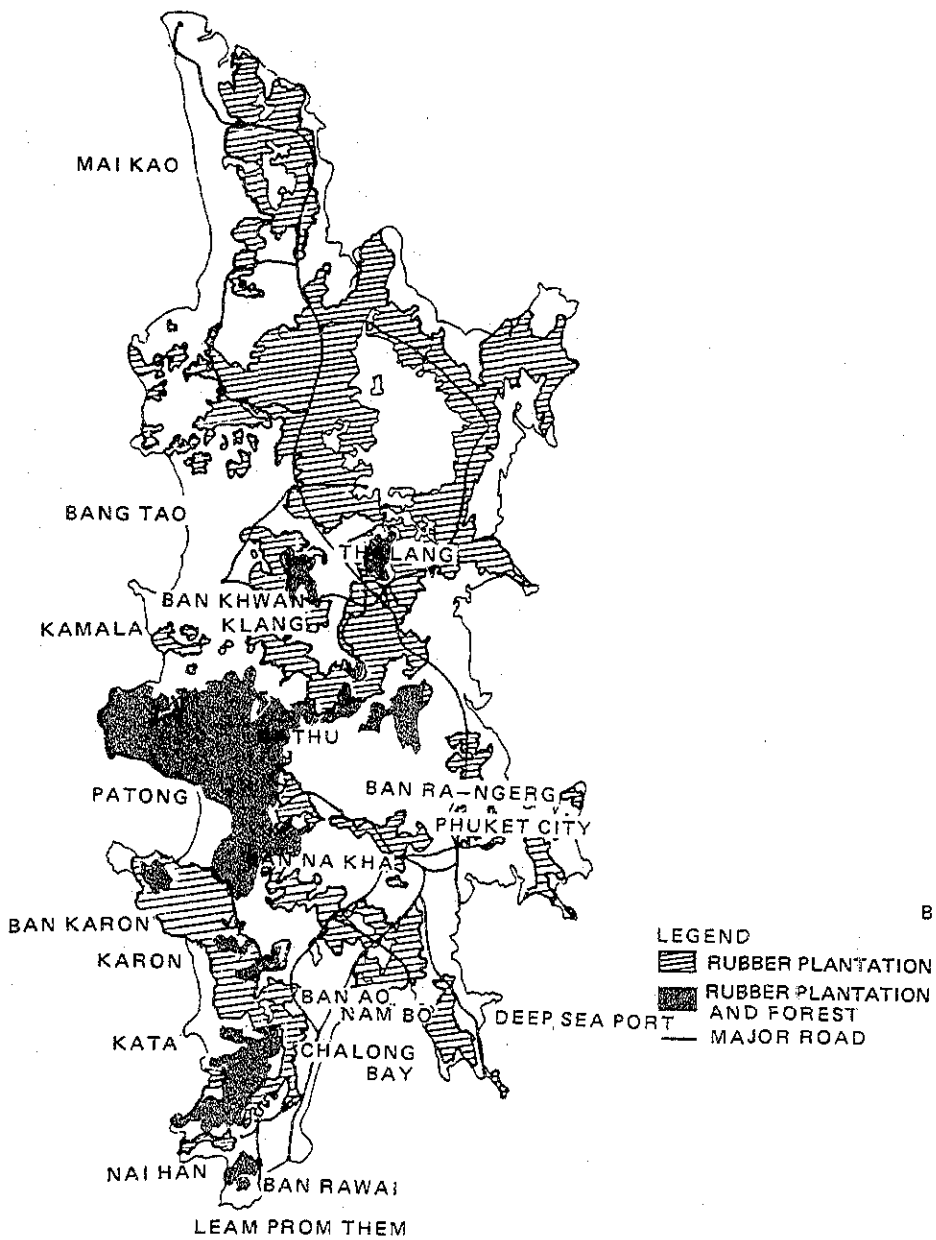 MAI KAO
BANG TAO
THALANG
BAN KHWAN
KLANG
KAMALA
THU
PATONG
BAN RA-NGERG
PHUKET CITY
BAN NA KHA
BAN KARON
B
LEGEND
RUBBER PLANTATION
RUBBER PLANTATION
AND FOREST
MAJOR ROAD
KARON
BAN AO
NAM BO
DEEP SEA PORT
KATA
CHALONG
BAY
NAI HAN
BAN RAWAI
LEAM PROM THEM